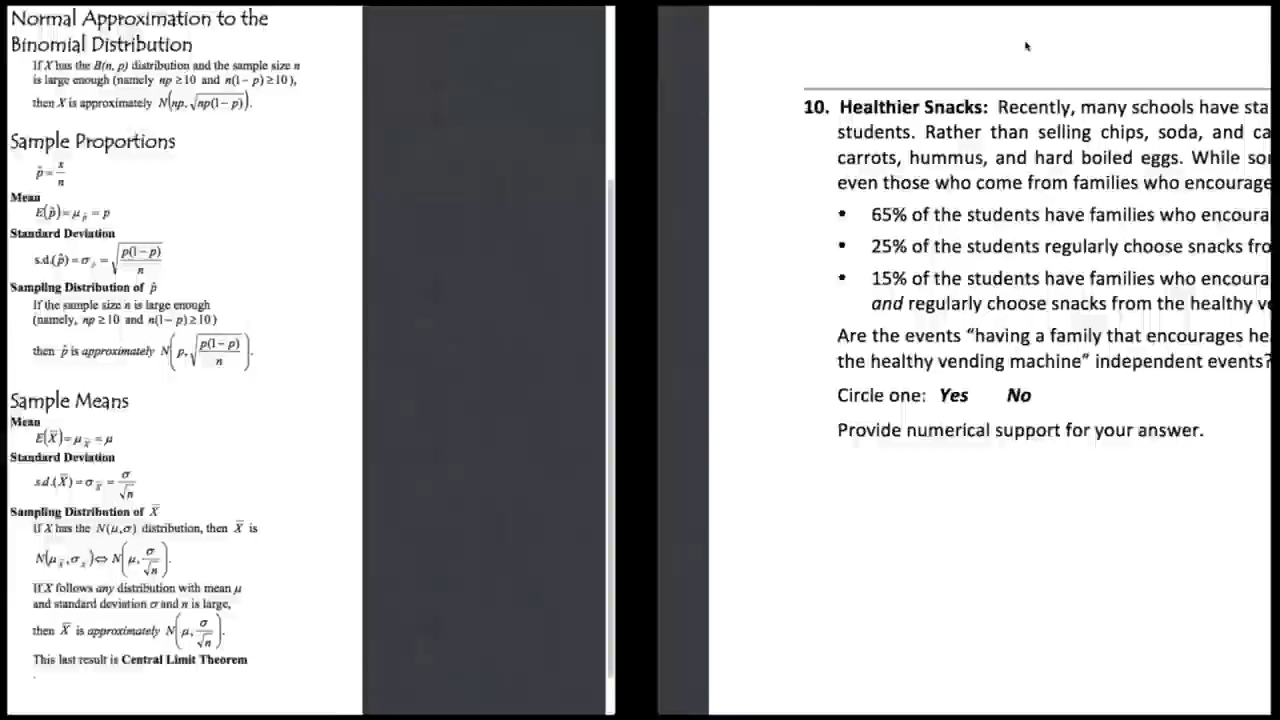 Normal Approximation to the
Binomial Distribution
If X has the B(n, p) distribution and the sample size n
is large enough (namely np ≥ 10 and n(1 − p) ≥ 10),
then X is approximately N(np, √(np(1 − p))).
Sample Proportions
p̂ = x/n
Mean
E(p̂) = μ_p̂ = p
Standard Deviation
s.d.(p̂) = σ_p̂ = √(p(1 − p)/n)
Sampling Distribution of p̂
If the sample size n is large enough
(namely, np ≥ 10 and n(1 − p) ≥ 10)
then p̂ is approximately N(p, √(p(1 − p)/n)).
Sample Means
Mean
E(X̄) = μ_X̄ = μ
Standard Deviation
s.d.(X̄) = σ_X̄ = σ/√n
Sampling Distribution of X̄
If X has the N(μ,σ) distribution, then X̄ is
N(μ_x̄, σ_x̄) ⇔ N(μ, σ/√n).
If X follows any distribution with mean μ
and standard deviation σ and n is large,
then X̄ is approximately N(μ, σ/√n).
This last result is Central Limit Theorem
.
10. Healthier Snacks: Recently, many schools have sta
students. Rather than selling chips, soda, and ca
carrots, hummus, and hard boiled eggs. While so
even those who come from families who encourage
• 65% of the students have families who encoura
• 25% of the students regularly choose snacks fro
• 15% of the students have families who encoura
and regularly choose snacks from the healthy v
Are the events “having a family that encourages he
the healthy vending machine” independent events?
Circle one: Yes No
Provide numerical support for your answer.